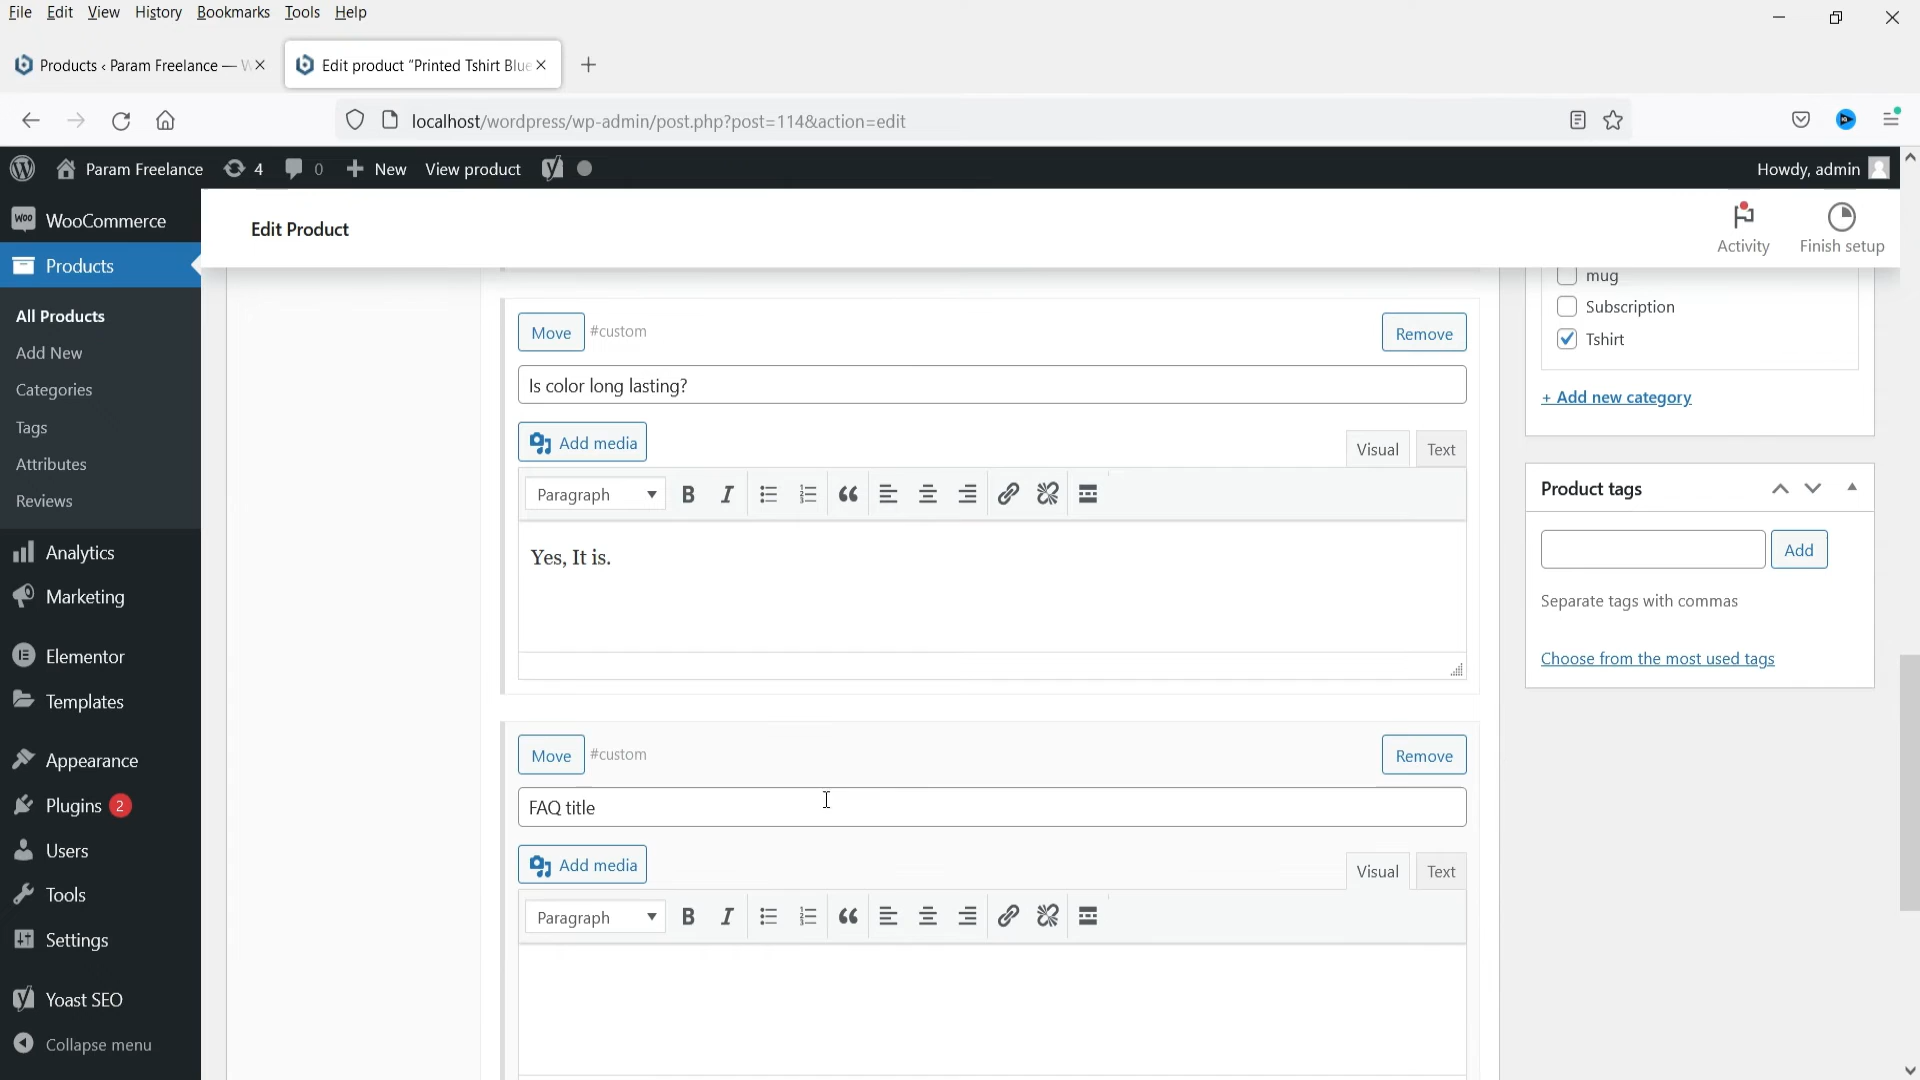 File Edit View History Bookmarks Tools Help
Products ‹ Param Freelance — W
Edit product “Printed Tshirt Blue
localhost/wordpress/wp-admin/post.php?post=114&action=edit
Param Freelance 4 0 New View product
Howdy, admin
WooCommerce
Products
All Products
Add New
Categories
Tags
Attributes
Reviews
Analytics
Marketing
Elementor
Templates
Appearance
Plugins 2
Users
Tools
Settings
Yoast SEO
Collapse menu
Edit Product
Activity
Finish setup
Move #custom Remove
Is color long lasting?
Add media
Visual Text
Paragraph
Yes, It is.
Move #custom Remove
FAQ title
Add media
Visual Text
Paragraph
mug
Subscription
Tshirt
+ Add new category
Product tags
Add
Separate tags with commas
Choose from the most used tags